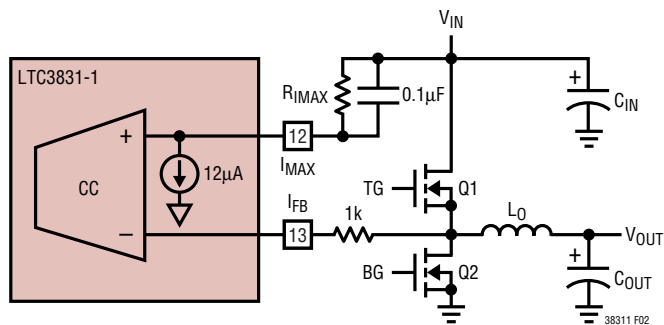 V_IN
LTC3831-1
R_IMAX
0.1µF
+
C_IN
+
12
I_MAX
12µA
CC
TG
Q1
I_FB
1k
L_O
−
13
V_OUT
BG
Q2
+
C_OUT
38311 F02